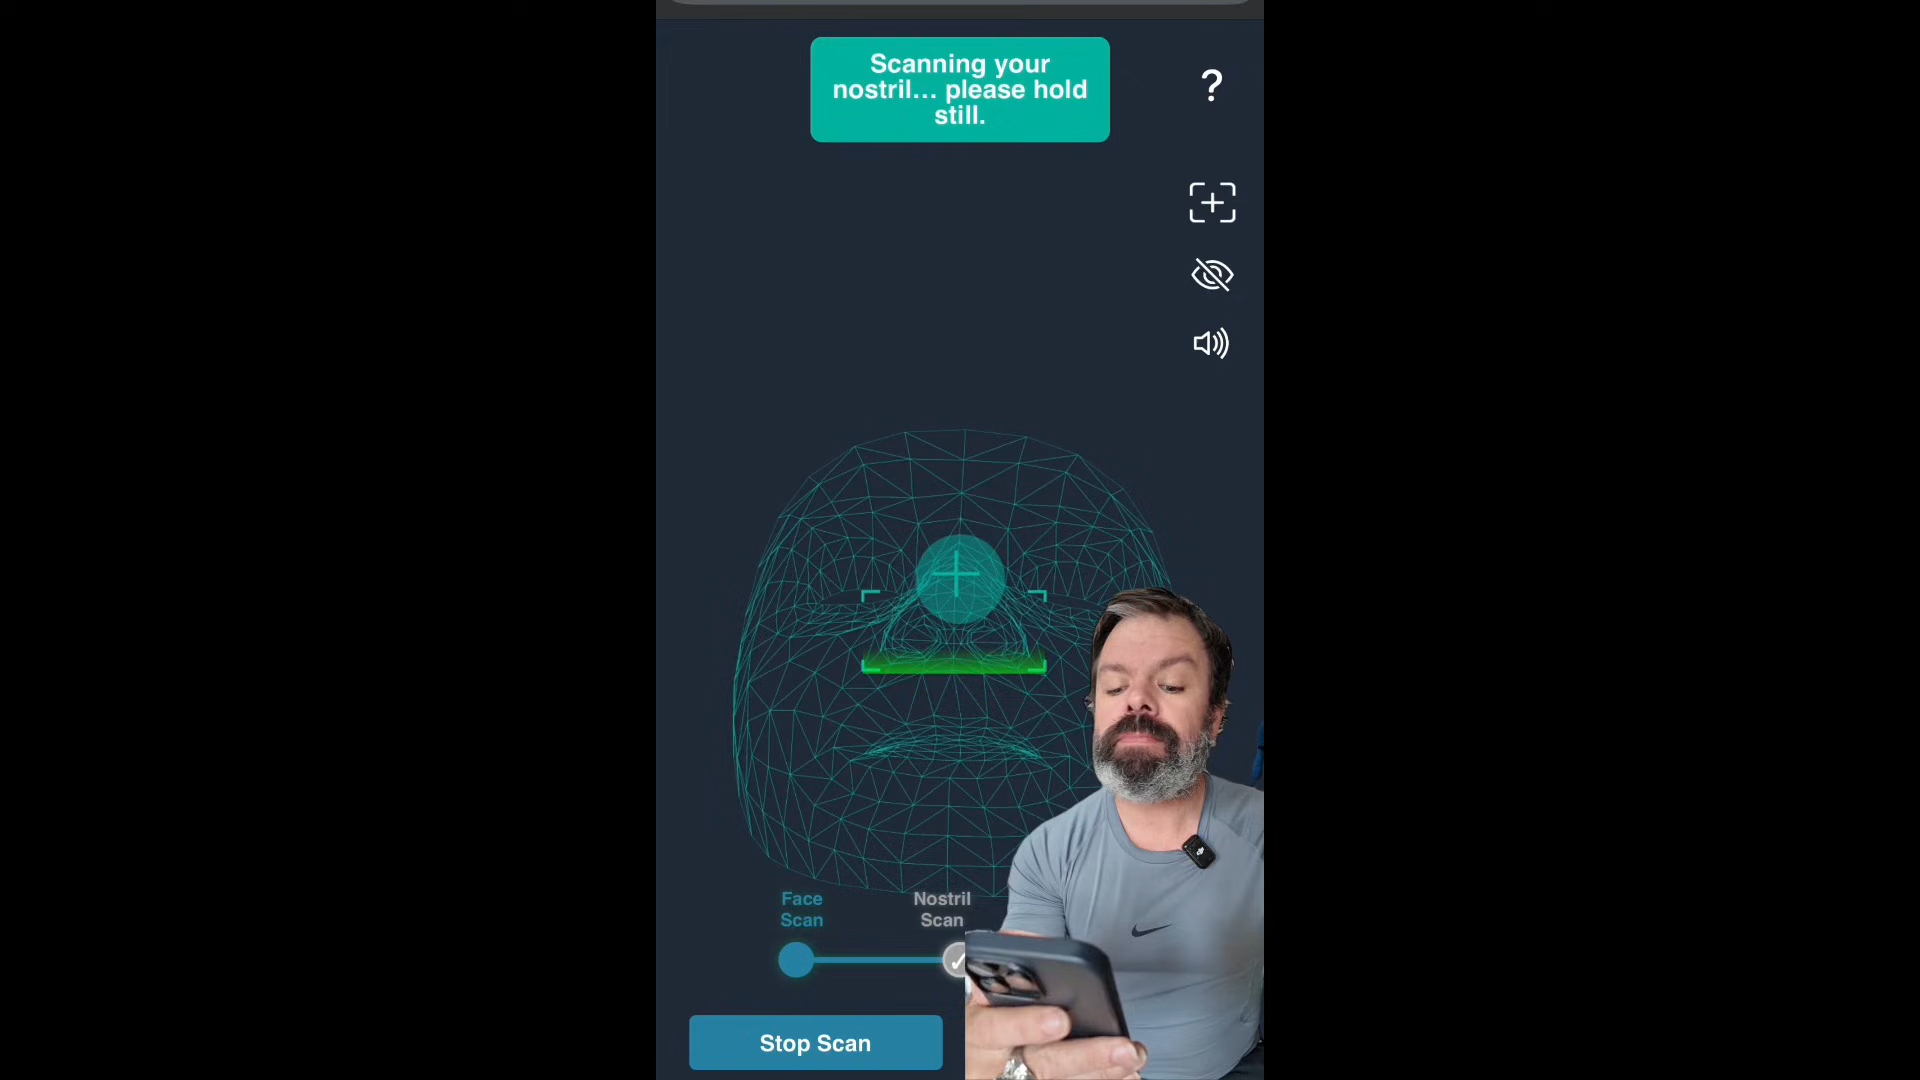 Scanning your
nostril... please hold
still.
?
Face
Scan
Nostril
Scan
Stop Scan